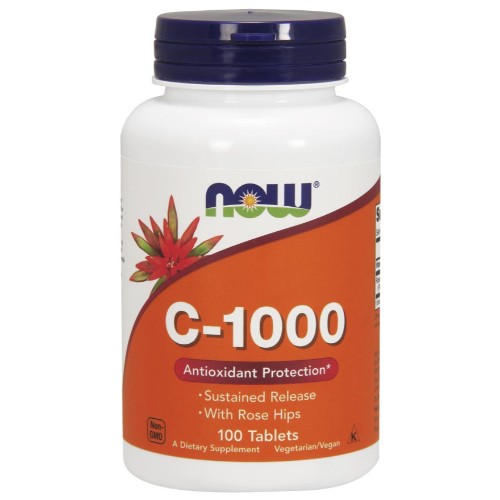 NOW®
C-1000
Antioxidant Protection*
• Sustained Release
• With Rose Hips
100 Tablets
Non-
GMO
A Dietary Supplement Vegetarian/Vegan
K